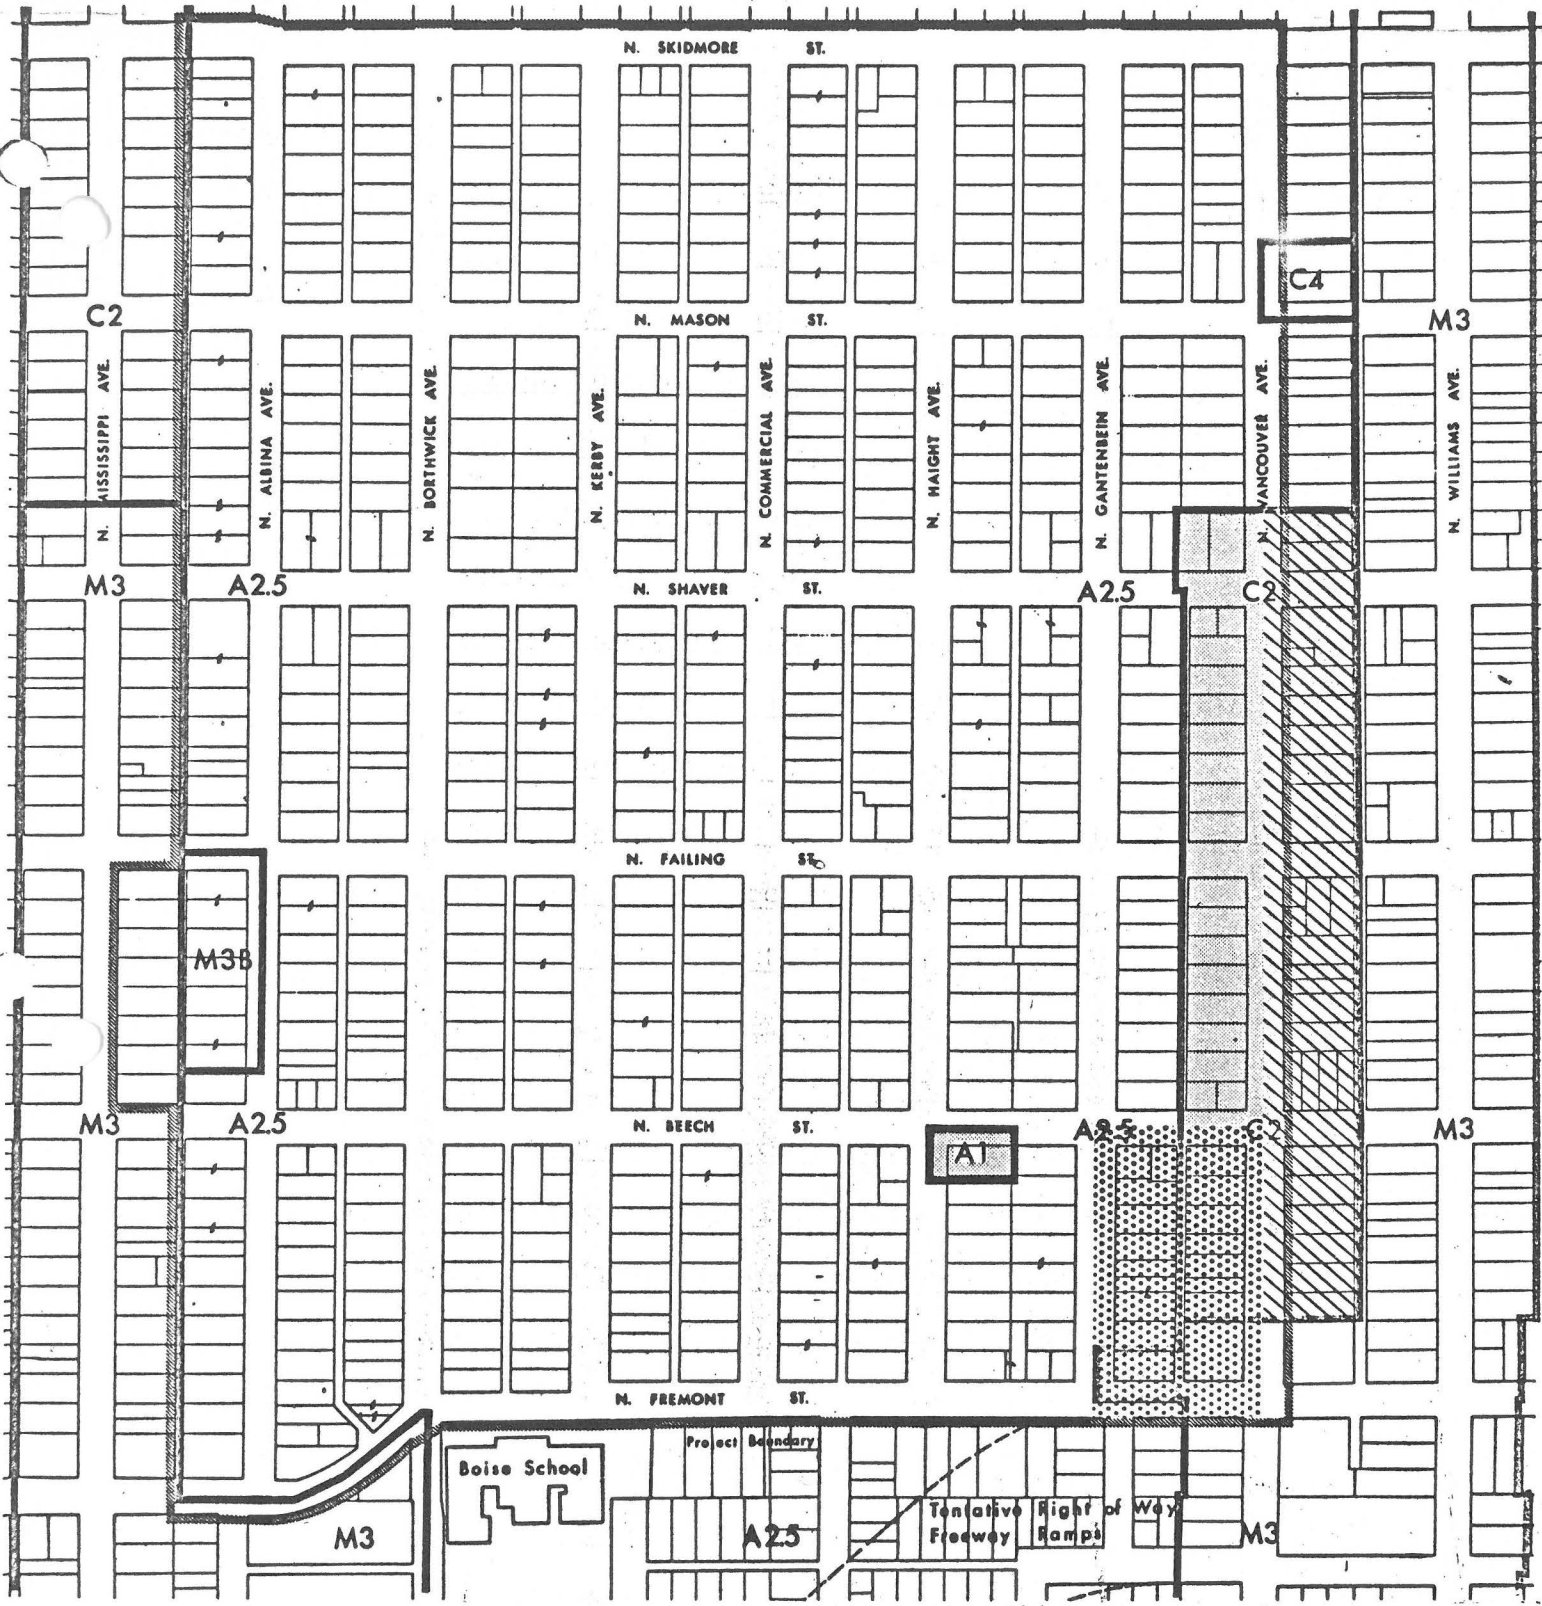 N. SKIDMORE ST.
C4
C2
N. MASON ST.
M3
N. MISSISSIPPI AVE.
N. ALBINA AVE.
N. BORTHWICK AVE.
N. KERBY AVE.
N. COMMERCIAL AVE.
N. HAIGHT AVE.
N. GANTENBEIN AVE.
N. VANCOUVER AVE.
N. WILLIAMS AVE.
M3
A2.5
N. SHAVER ST.
A2.5
C2
N. FAILING ST.
M3B
M3
A2.5
N. BEECH ST.
A2.5
C2
M3
A1
N. FREMONT ST.
Project Boundary
Boise School
Tentative Right of Way
Freeway Ramps
M3
A2.5
M3